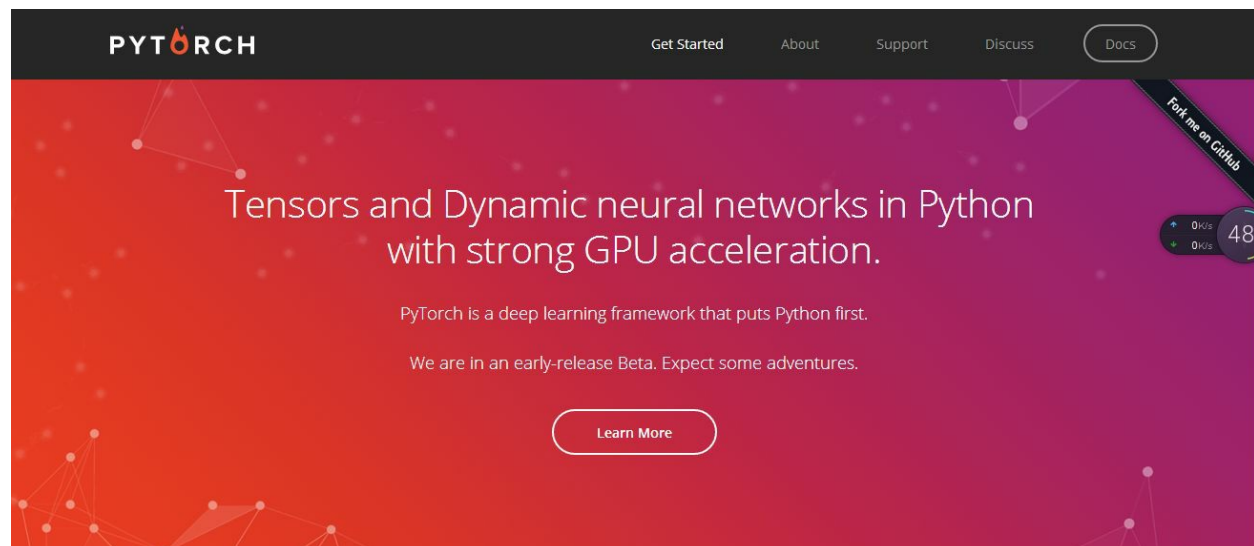 PYTORCH
Get Started
About
Support
Discuss
Docs
Fork me on GitHub
Tensors and Dynamic neural networks in Python
with strong GPU acceleration.
0K/s
0K/s
48
PyTorch is a deep learning framework that puts Python first.
We are in an early-release Beta. Expect some adventures.
Learn More